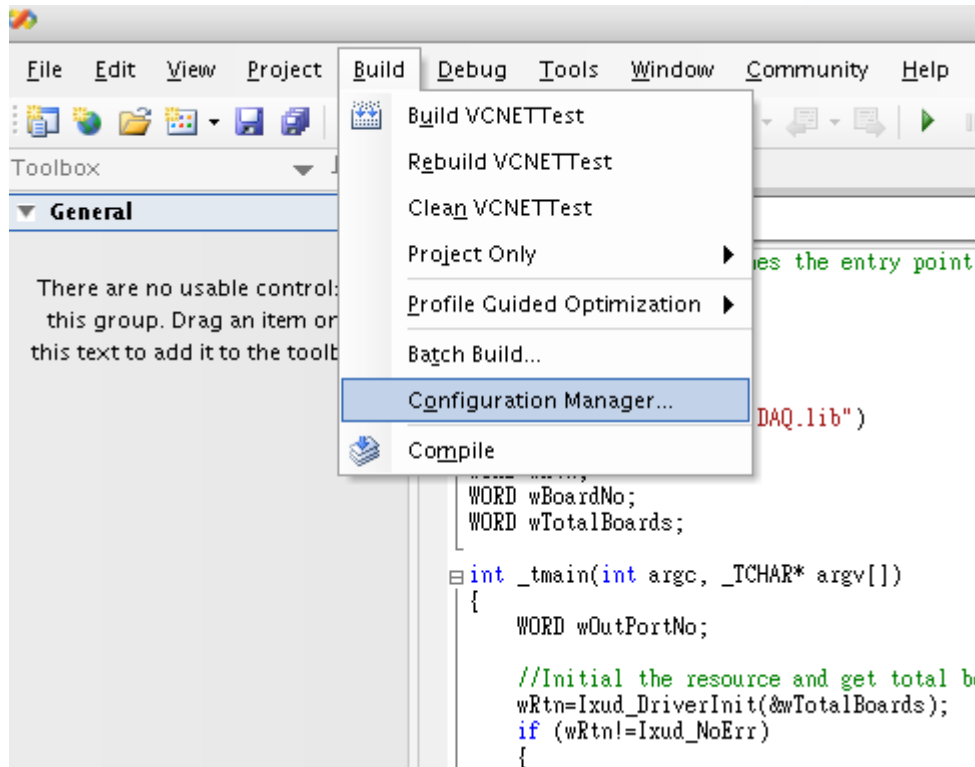 File Edit View Project Build Debug Tools Window Community Help
Toolbox
General
There are no usable control
this group. Drag an item or
this text to add it to the toolb
Build VCNETTest
Rebuild VCNETTest
Clean VCNETTest
Project Only
Profile Guided Optimization
Batch Build...
Configuration Manager...
Compile
es the entry point
DAQ.lib")
WORD wBoardNo;
WORD wTotalBoards;
int _tmain(int argc, _TCHAR* argv[])
{
WORD wOutPortNo;
//Initial the resource and get total b
wRtn=Ixud_DriverInit(&wTotalBoards);
if (wRtn!=Ixud_NoErr)
{